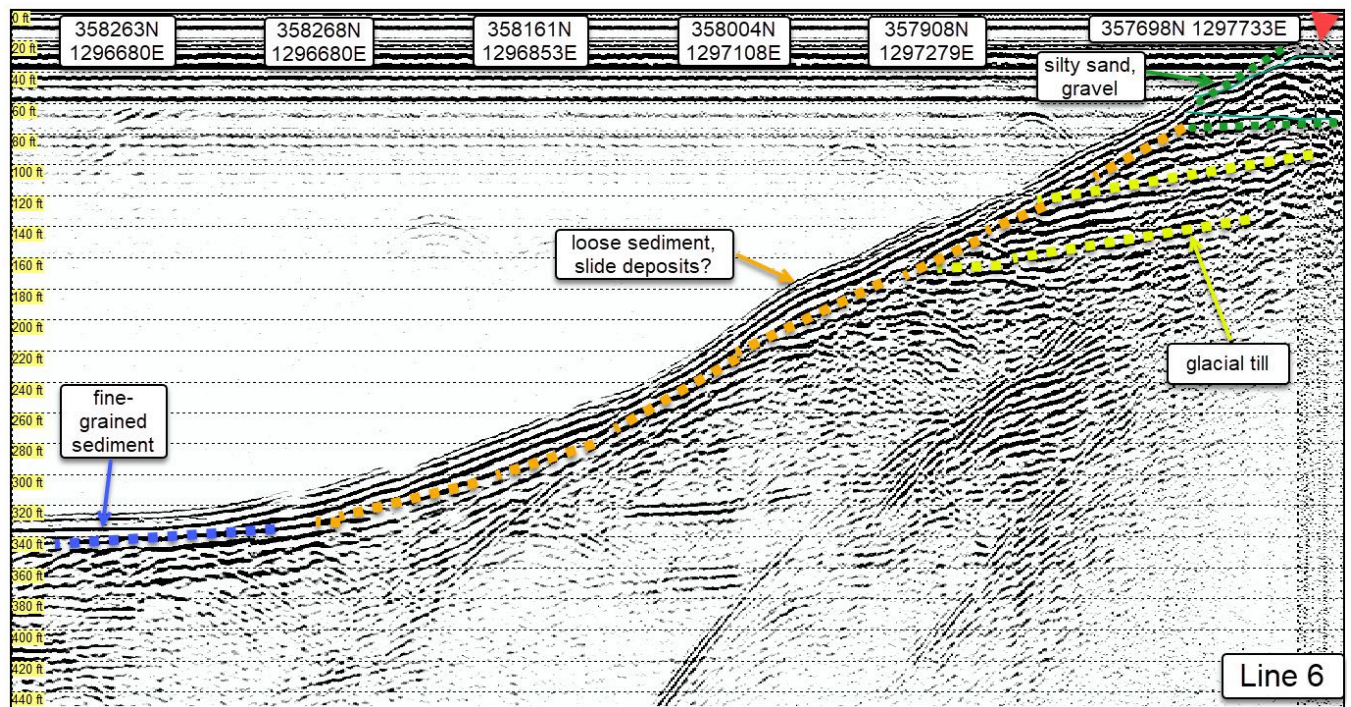 0 ft
20 ft
40 ft
60 ft
80 ft
100 ft
120 ft
140 ft
160 ft
180 ft
200 ft
220 ft
240 ft
260 ft
280 ft
300 ft
320 ft
340 ft
360 ft
380 ft
400 ft
420 ft
440 ft
358263N
1296680E
358268N
1296680E
358161N
1296853E
358004N
1297108E
357908N
1297279E
357698N 1297733E
silty sand,
gravel
loose sediment,
slide deposits?
glacial till
fine-
grained
sediment
Line 6